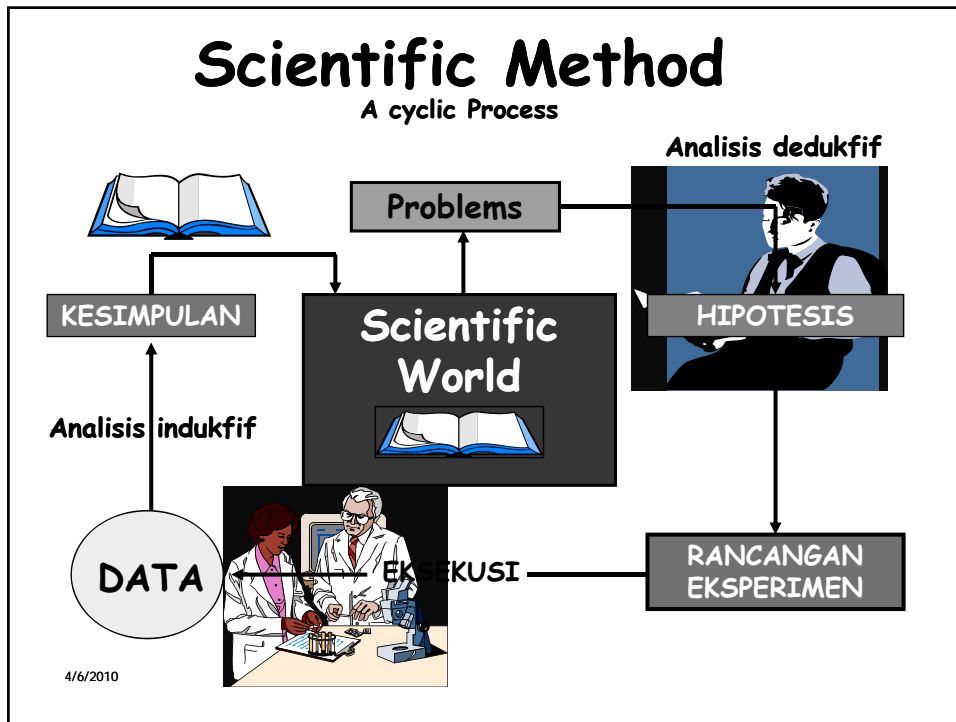 Scientific Method
A cyclic Process
Analisis dedukfif
Problems
KESIMPULAN
Scientific
World
HIPOTESIS
Analisis indukfif
DATA
EKSEKUSI
RANCANGAN
EKSPERIMEN
4/6/2010